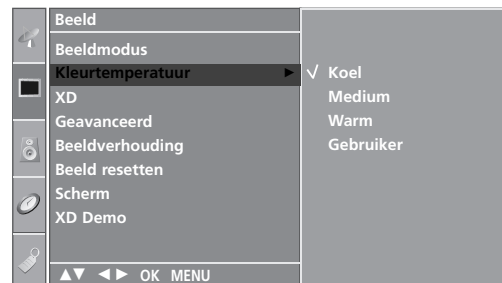 Beeld
Beeldmodus
Kleurtemperatuur ►
XD
Geavanceerd
Beeldverhouding
Beeld resetten
Scherm
XD Demo
√ Koel
Medium
Warm
Gebruiker
▲▼ ◄► OK MENU